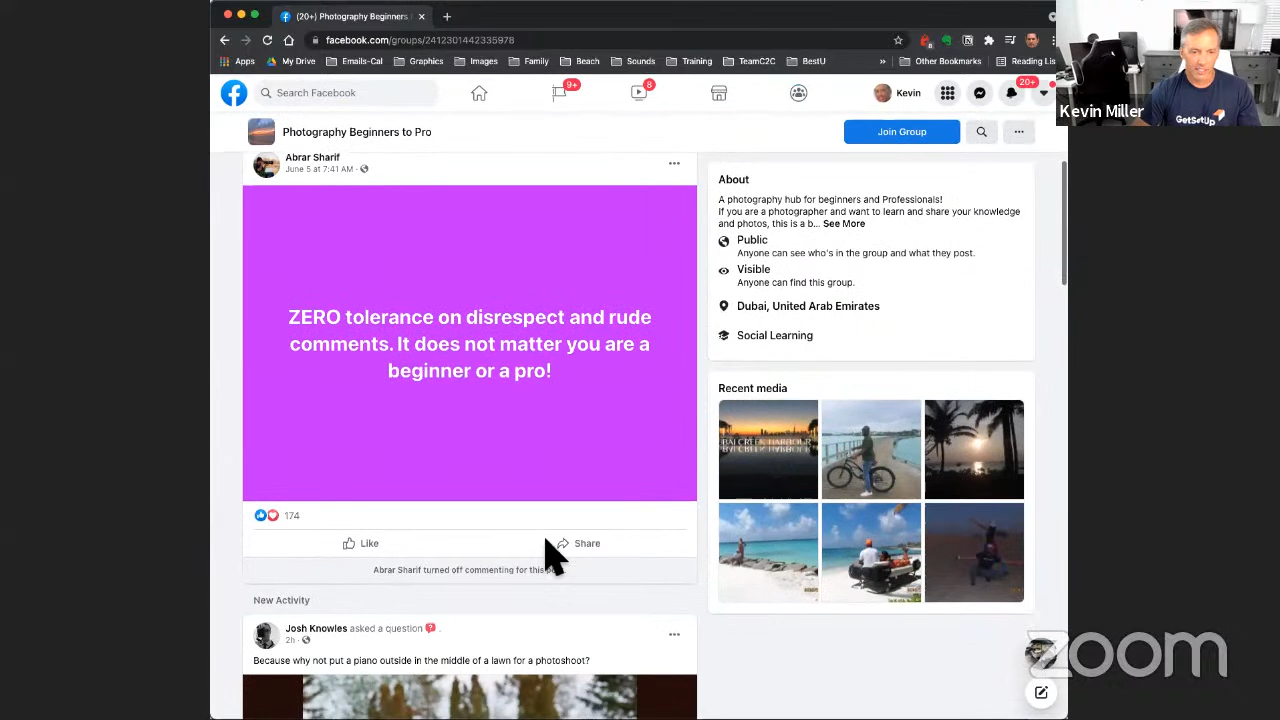 (20+) Photography Beginners
facebook.com/groups/2412301442335978
Apps
My Drive
Emails-Cal
Graphics
Images
Family
Beach
Sounds
Training
TeamC2C
BestU
»
Other Bookmarks
Reading List
Kevin Miller
GetSetUp
Search Facebook
9+
8
Kevin
20+
Photography Beginners to Pro
Join Group
Abrar Sharif
June 5 at 7:41 AM ·
ZERO tolerance on disrespect and rude
comments. It does not matter you are a
beginner or a pro!
174
Like
Share
Abrar Sharif turned off commenting for this
New Activity
Josh Knowles asked a question .
2h ·
Because why not put a piano outside in the middle of a lawn for a photoshoot?
About
A photography hub for beginners and Professionals!
If you are a photographer and want to learn and share your knowledge
and photos, this is a b... See More
Public
Anyone can see who's in the group and what they post.
Visible
Anyone can find this group.
Dubai, United Arab Emirates
Social Learning
Recent media
zoom